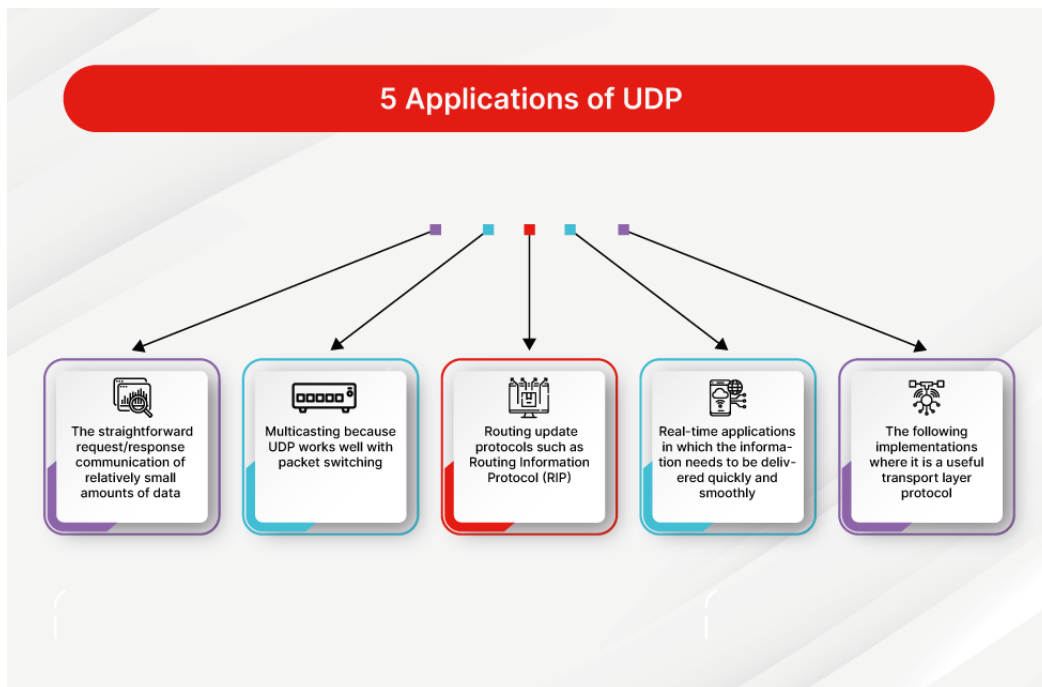 5 Applications of UDP
The straightforward
request/response
communication of
relatively small
amounts of data
Multicasting because
UDP works well with
packet switching
Routing update
protocols such as
Routing Information
Protocol (RIP)
Real-time applications
in which the informa-
tion needs to be deliv-
ered quickly and
smoothly
The following
implementations
where it is a useful
transport layer
protocol